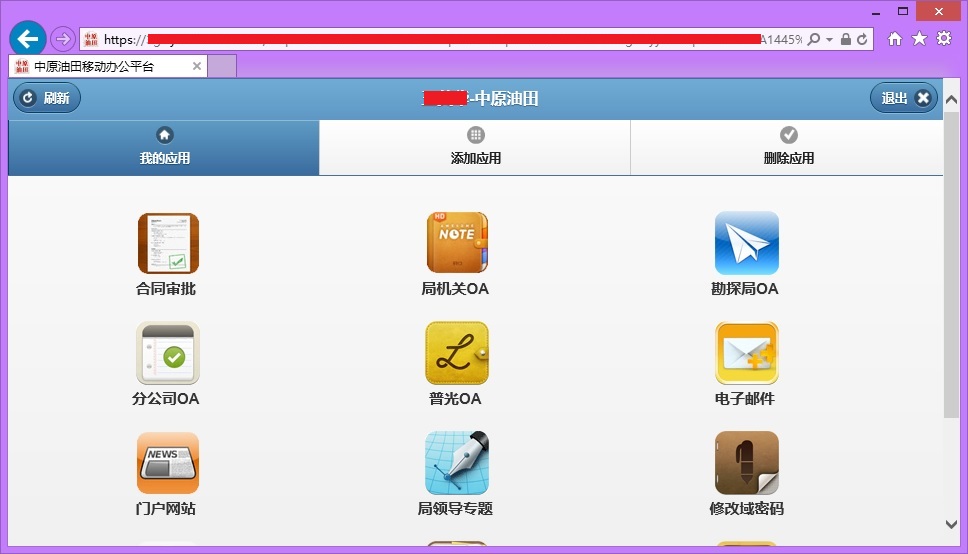 https://
A1445%
中原油田移动办公平台
刷新
-中原油田
退出
我的应用
添加应用
删除应用
HD
AWESOME
NOTE
合同审批
局机关OA
勘探局OA
分公司OA
普光OA
电子邮件
NEWS
门户网站
局领导专题
修改域密码